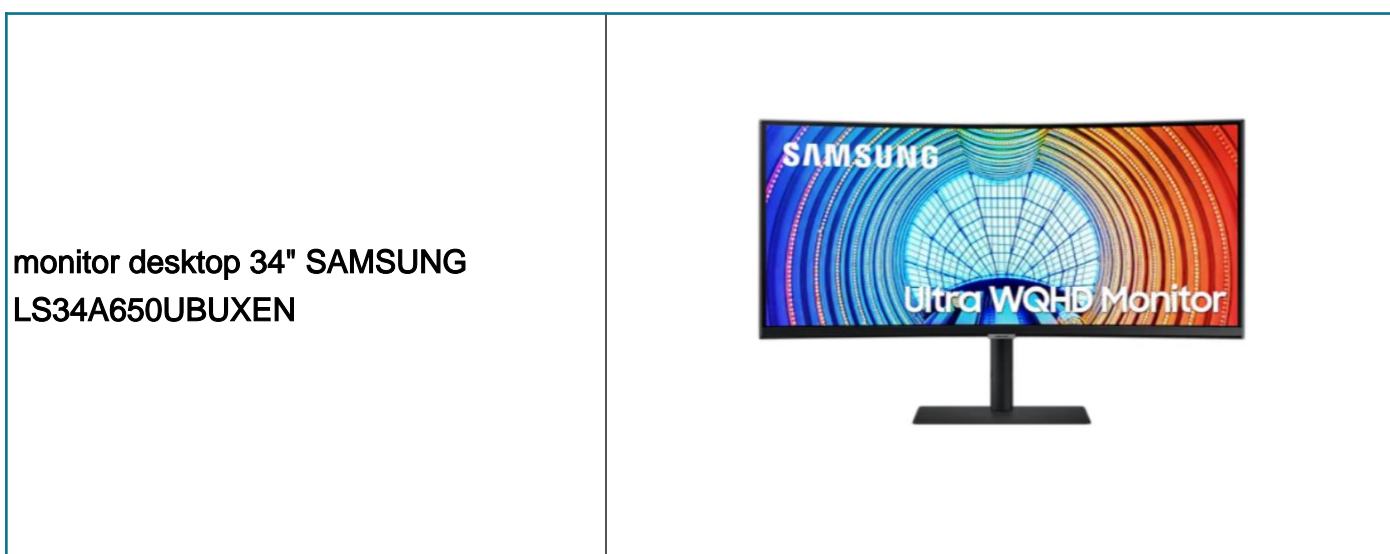 monitor desktop 34" SAMSUNG
LS34A650UBUXEN
SAMSUNG
Ultra WQHD Monitor